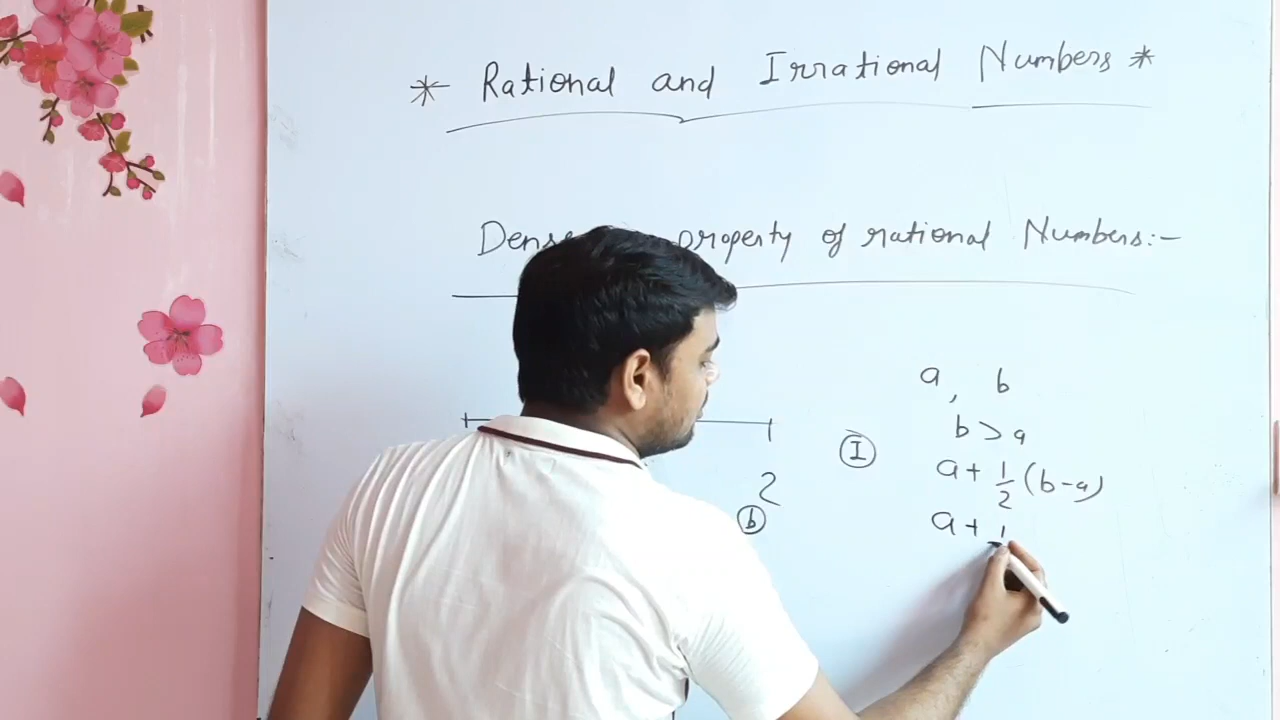 * Rational and Irrational Numbers *
property of rational Numbers:-
a, b
b > a
I
a + 1/2 (b-a)
a + 1
2
b